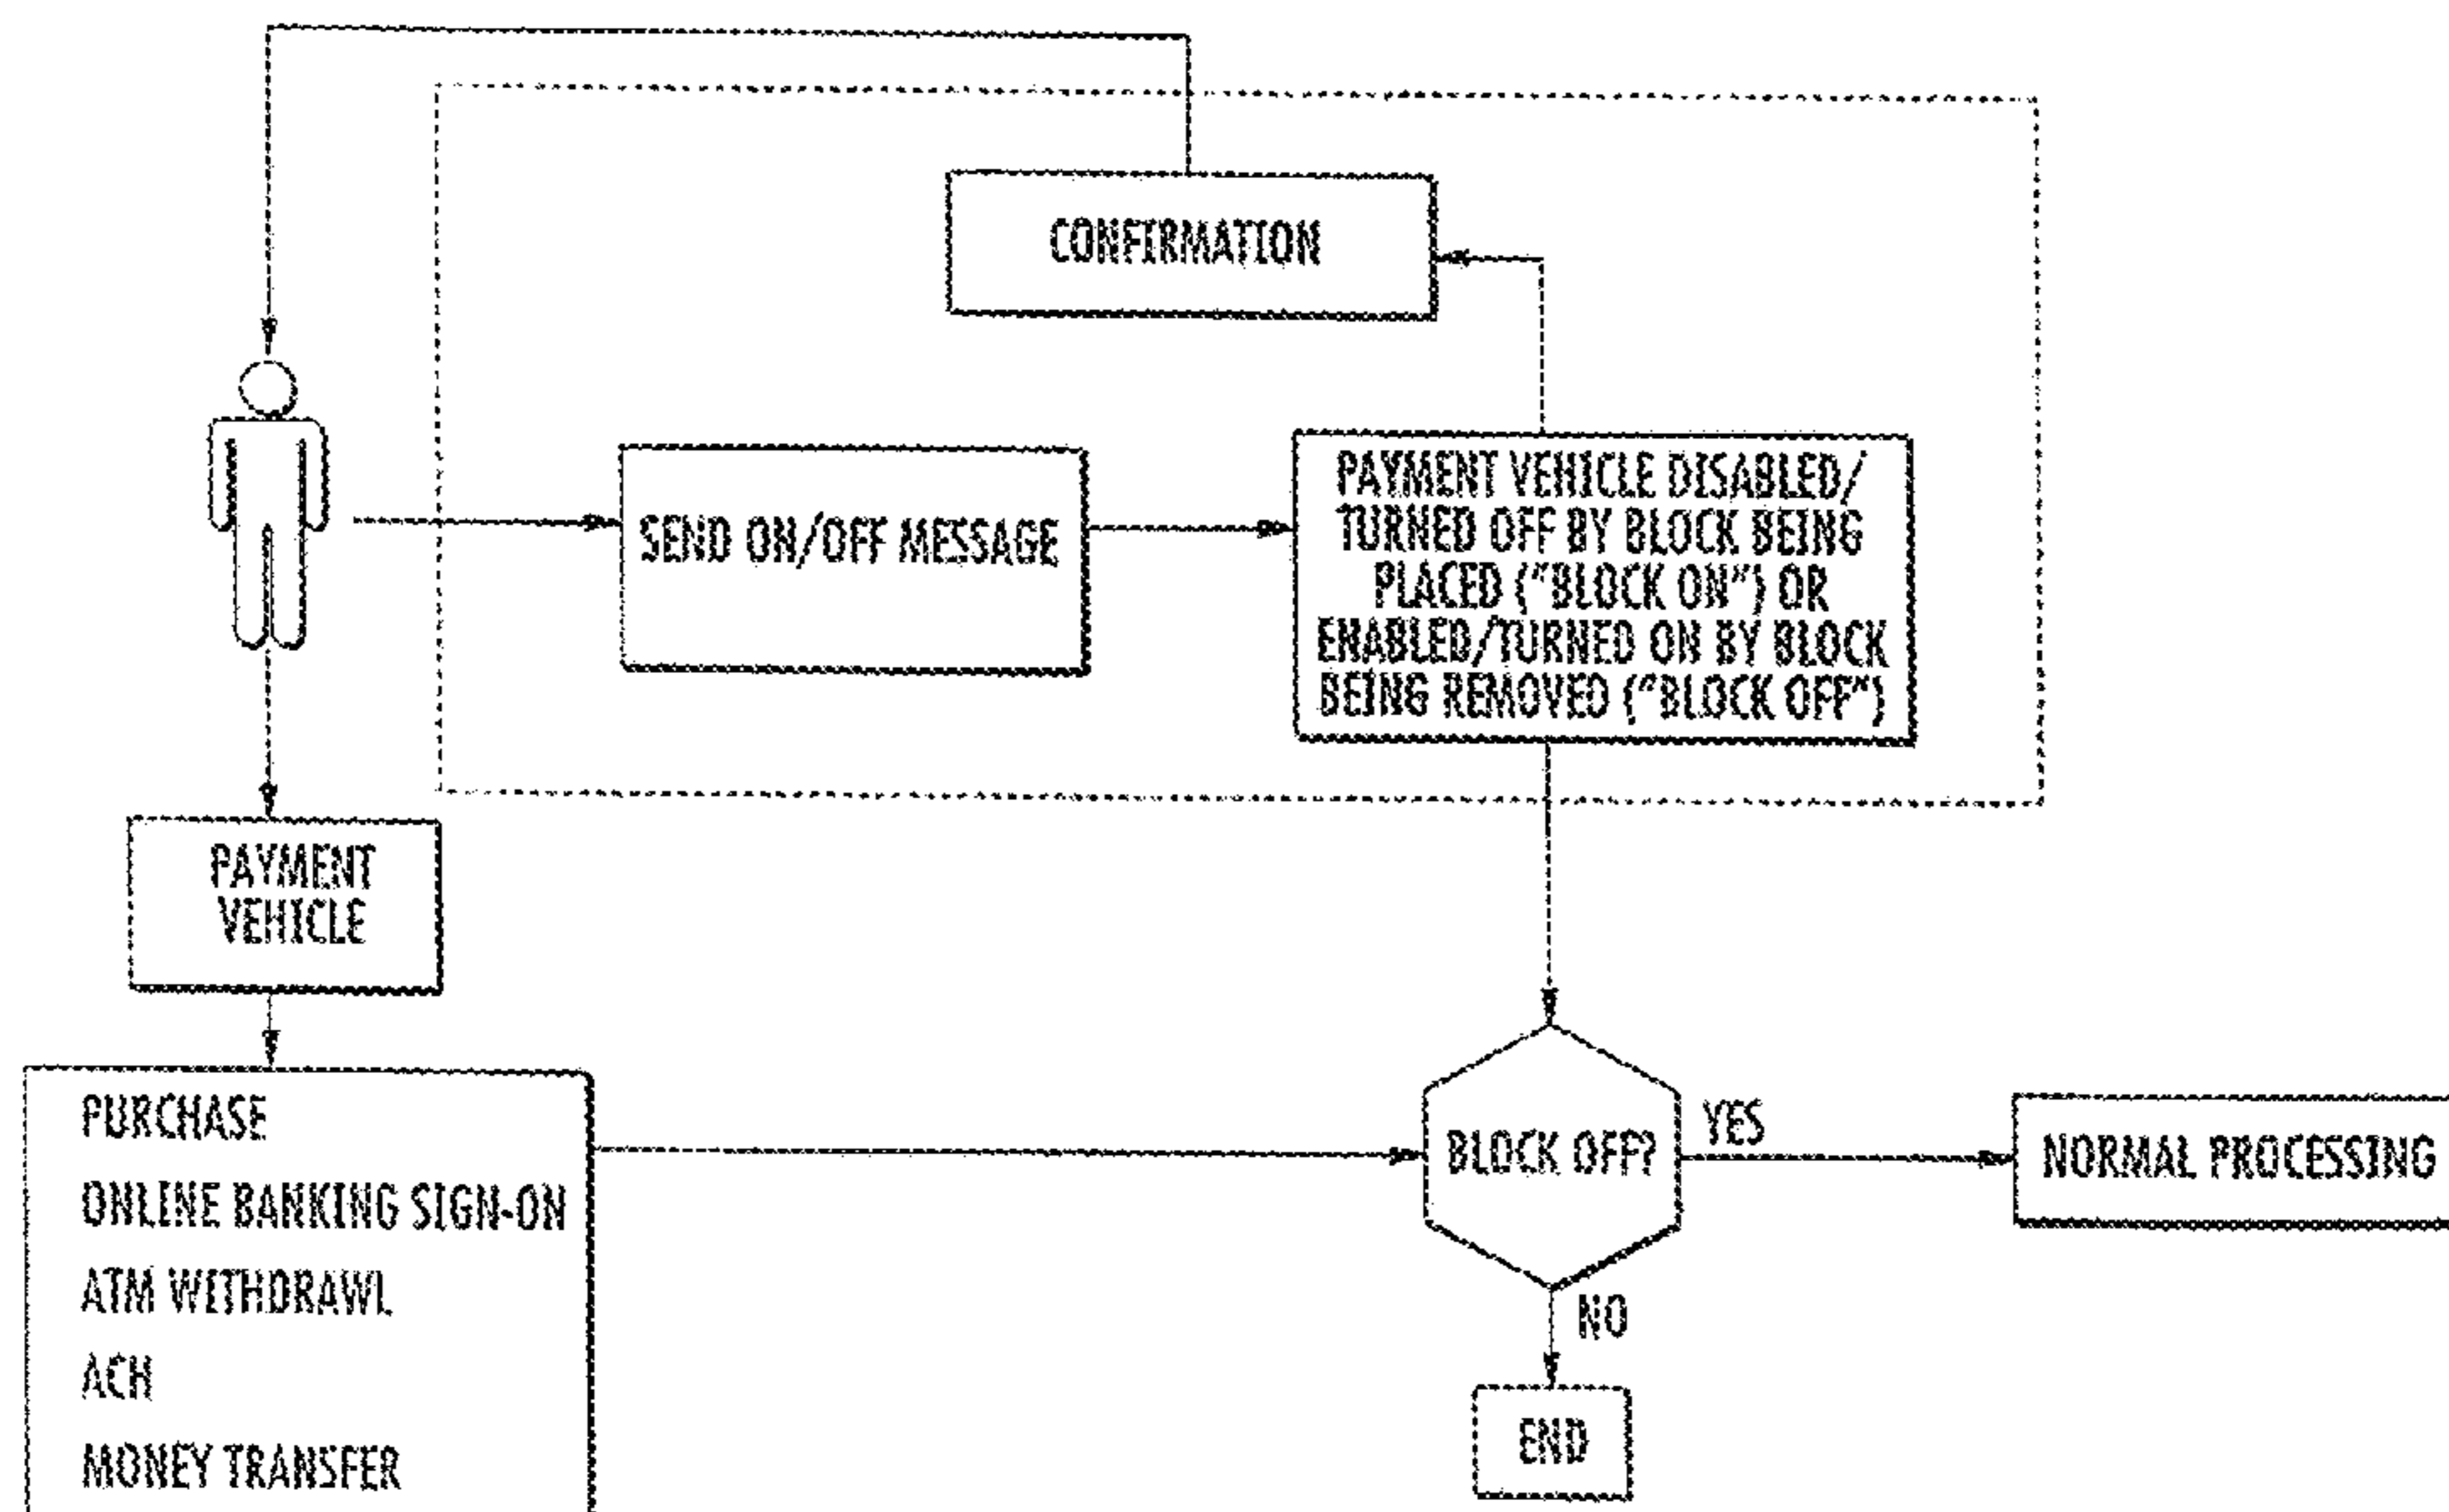 CONFIRMATION
SEND ON/OFF MESSAGE
PAYMENT VEHICLE DISABLED/
TURNED OFF BY BLOCK BEING
PLACED ("BLOCK ON") OR
ENABLED/TURNED ON BY BLOCK
BEING REMOVED ("BLOCK OFF")
PAYMENT
VEHICLE
PURCHASE
ONLINE BANKING SIGN-ON
ATM WITHDRAWL
ACH
MONEY TRANSFER
BLOCK OFF?
YES
NORMAL PROCESSING
NO
END